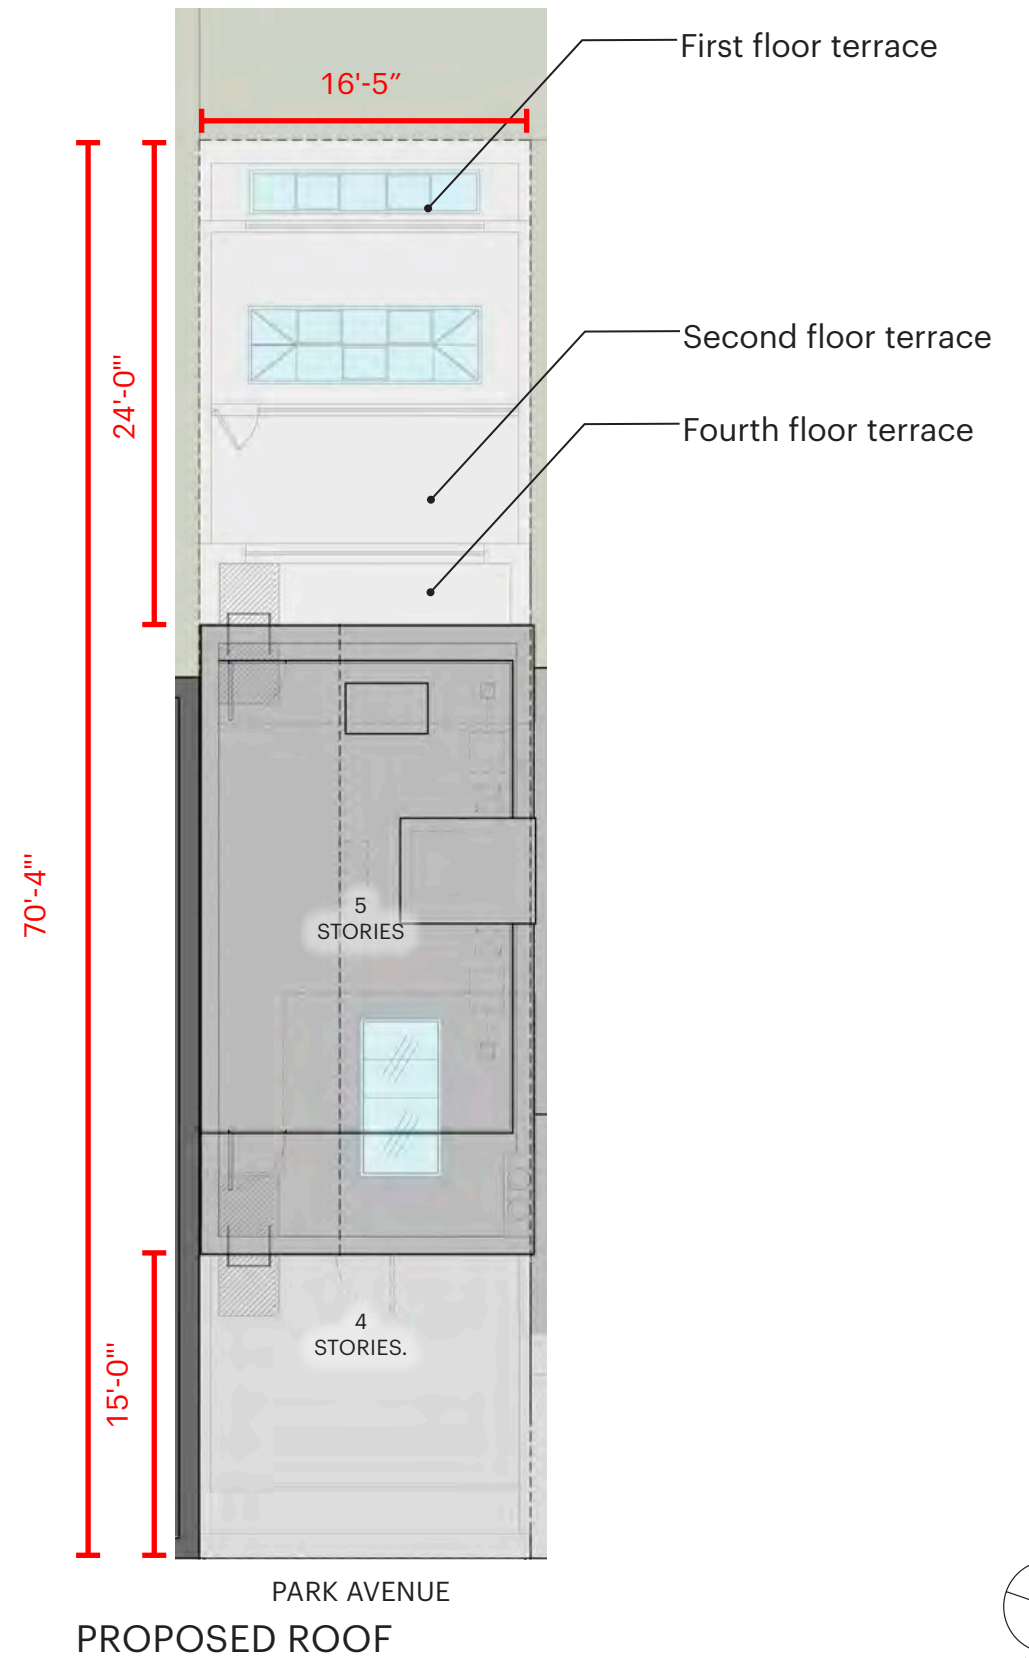 First floor terrace
16'-5"
Second floor terrace
24'-0"'
Fourth floor terrace
70'-4"'
5
STORIES
4
STORIES.
15'-0"'
PARK AVENUE
PROPOSED ROOF